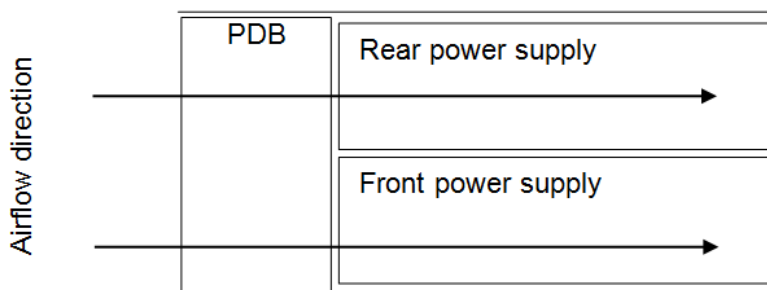 PDB
Rear power supply
Front power supply
Airflow direction